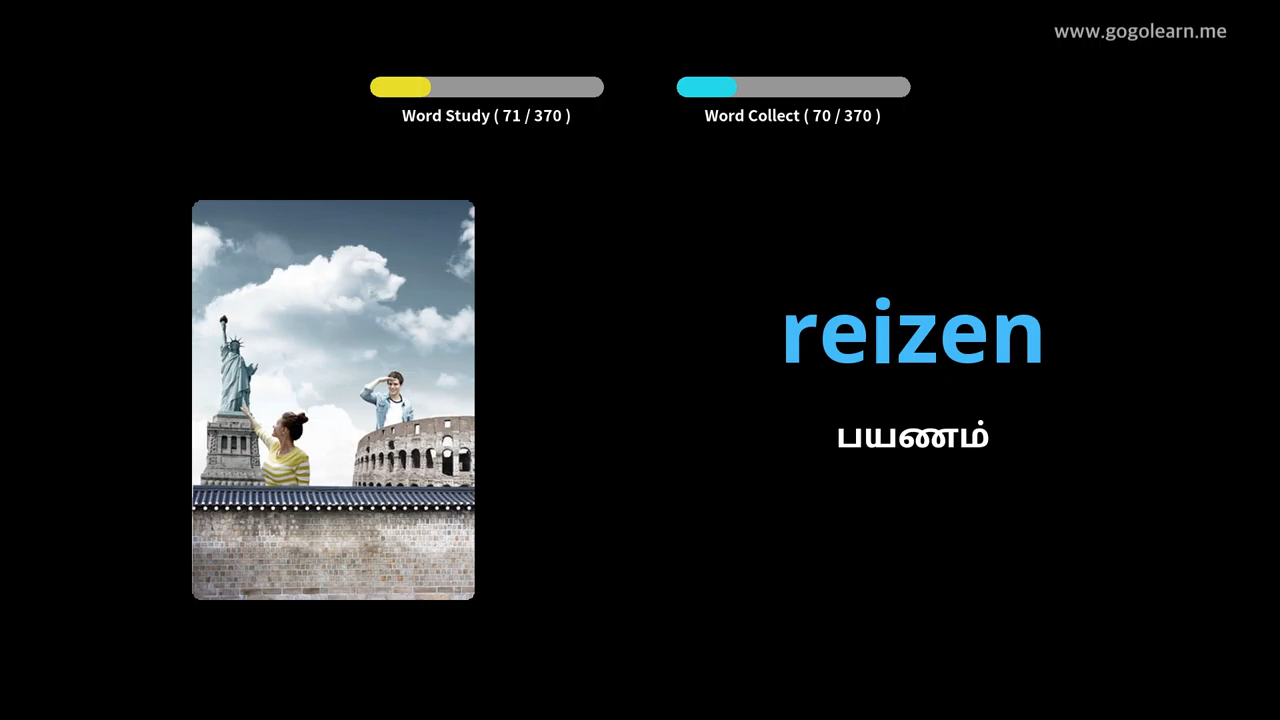 www.gogolearn.me
Word Study ( 71 / 370 )
Word Collect ( 70 / 370 )
reizen
பயணம்